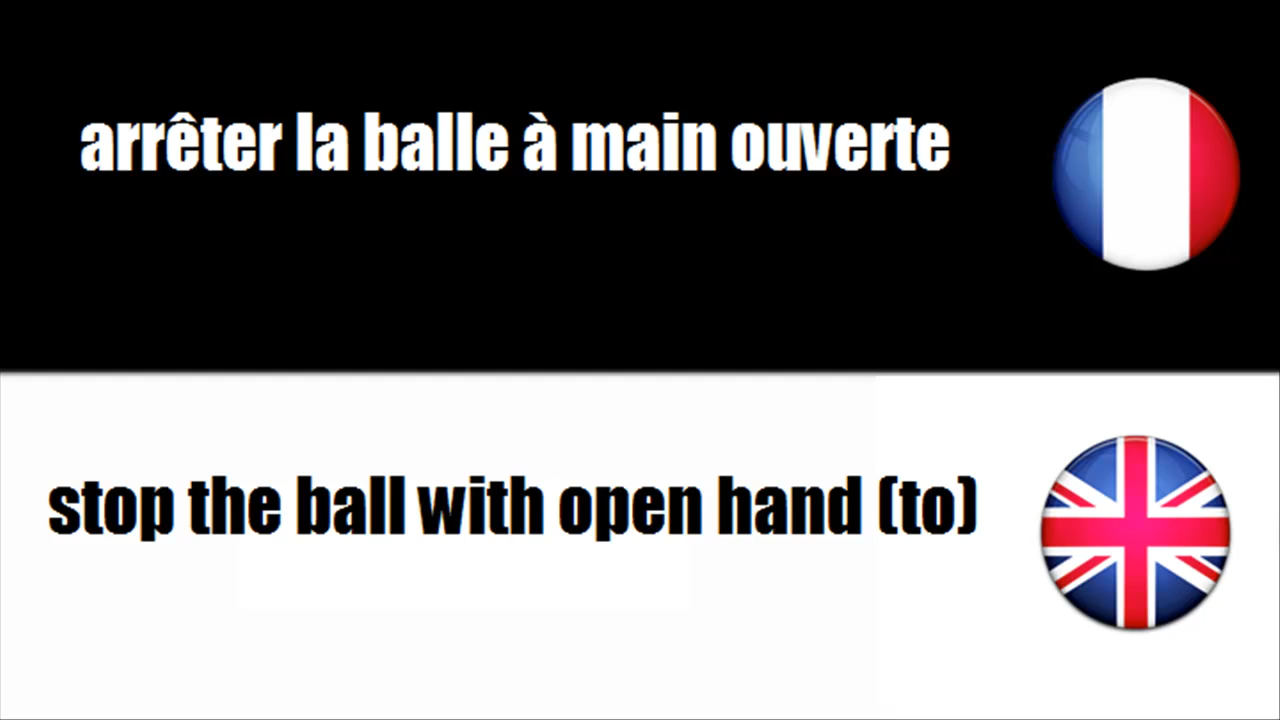 arrêter la balle à main ouverte
stop the ball with open hand (to)